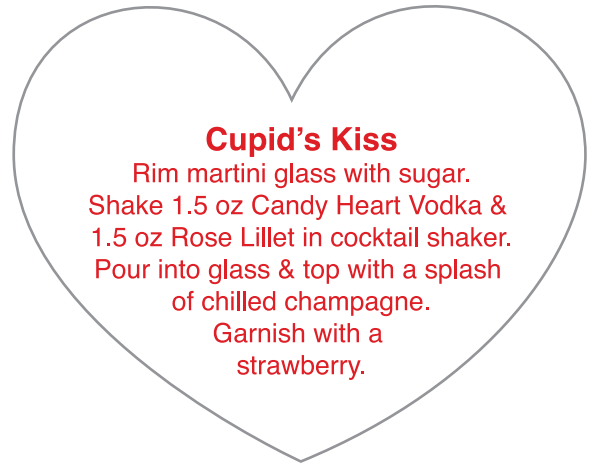 Cupid's Kiss
Rim martini glass with sugar.
Shake 1.5 oz Candy Heart Vodka &
1.5 oz Rose Lillet in cocktail shaker.
Pour into glass & top with a splash
of chilled champagne.
Garnish with a
strawberry.